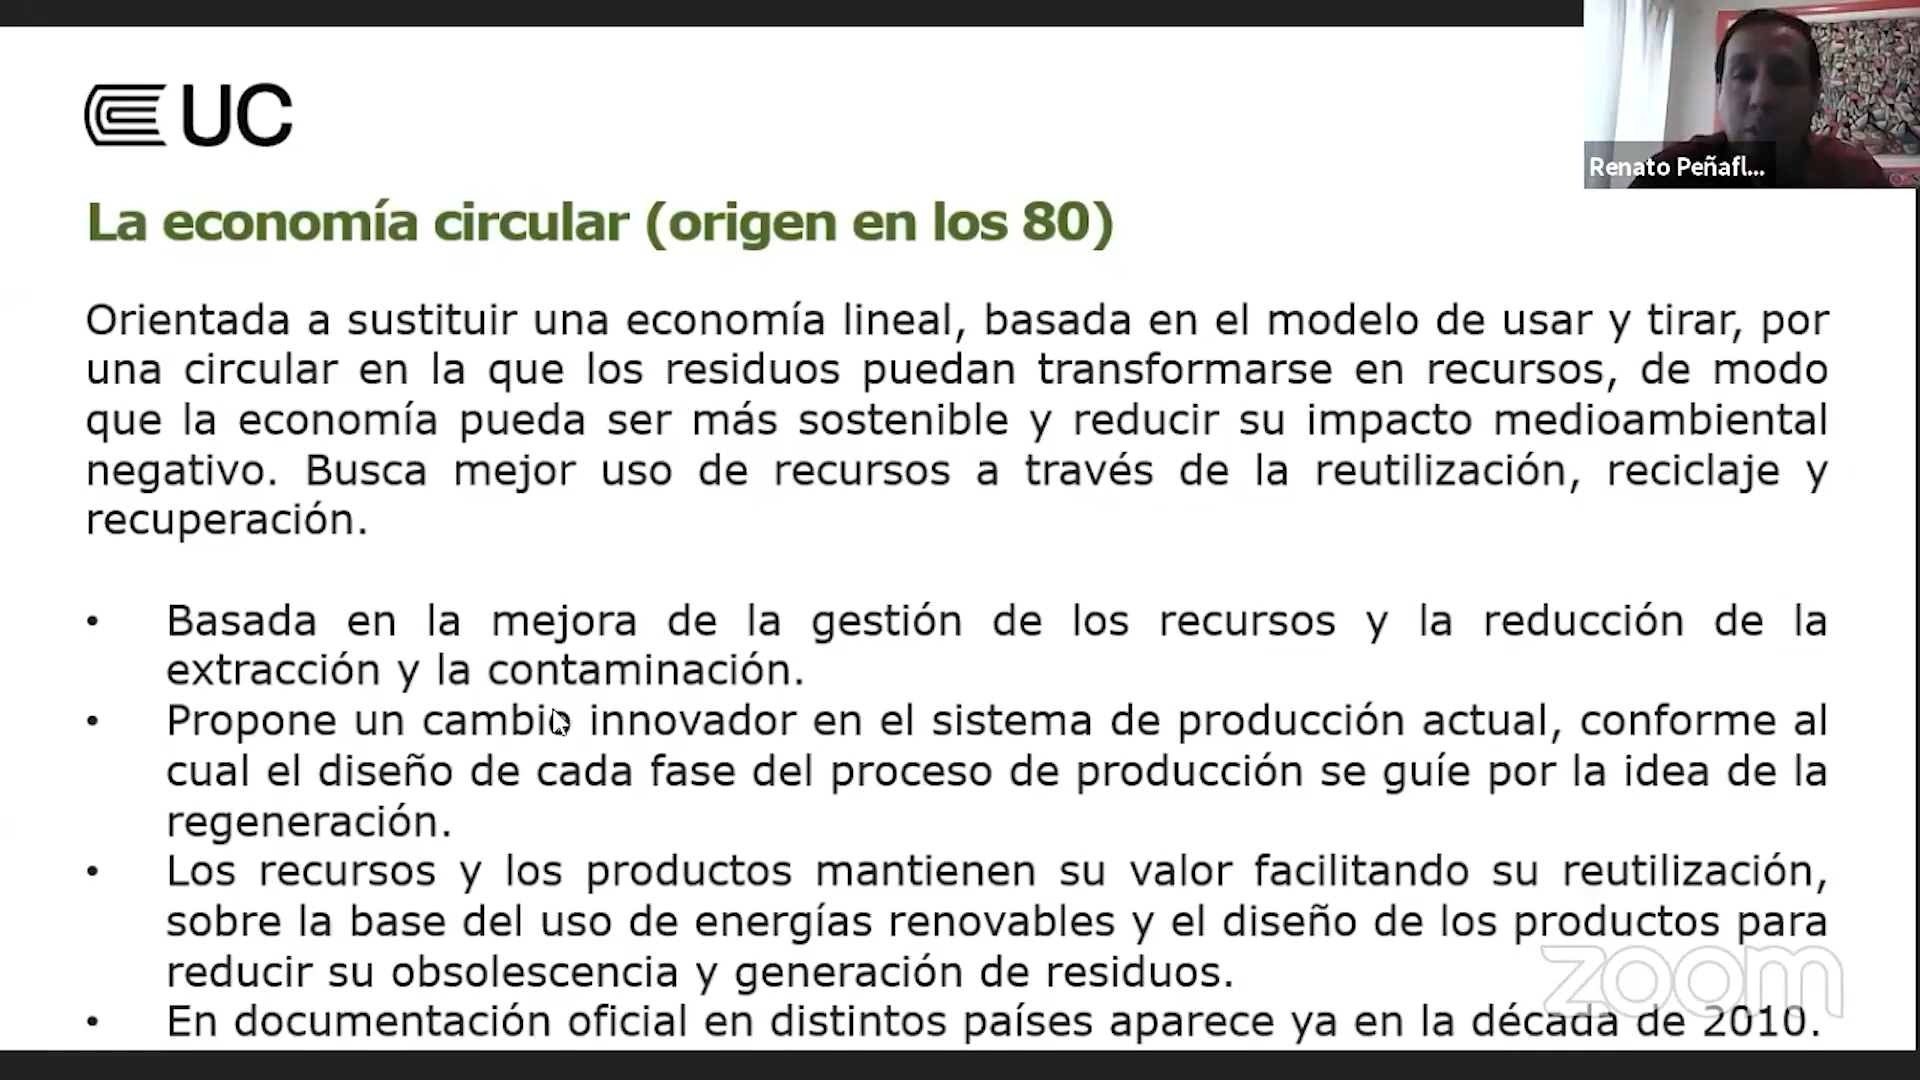 UC
Renato Peñafl...
La economía circular (origen en los 80)
Orientada a sustituir una economía lineal, basada en el modelo de usar y tirar, por
una circular en la que los residuos puedan transformarse en recursos, de modo
que la economía pueda ser más sostenible y reducir su impacto medioambiental
negativo. Busca mejor uso de recursos a través de la reutilización, reciclaje y
recuperación.
• Basada en la mejora de la gestión de los recursos y la reducción de la
extracción y la contaminación.
• Propone un cambio innovador en el sistema de producción actual, conforme al
cual el diseño de cada fase del proceso de producción se guíe por la idea de la
regeneración.
• Los recursos y los productos mantienen su valor facilitando su reutilización,
sobre la base del uso de energías renovables y el diseño de los productos para
reducir su obsolescencia y generación de residuos.
• En documentación oficial en distintos países aparece ya en la década de 2010.
zoom